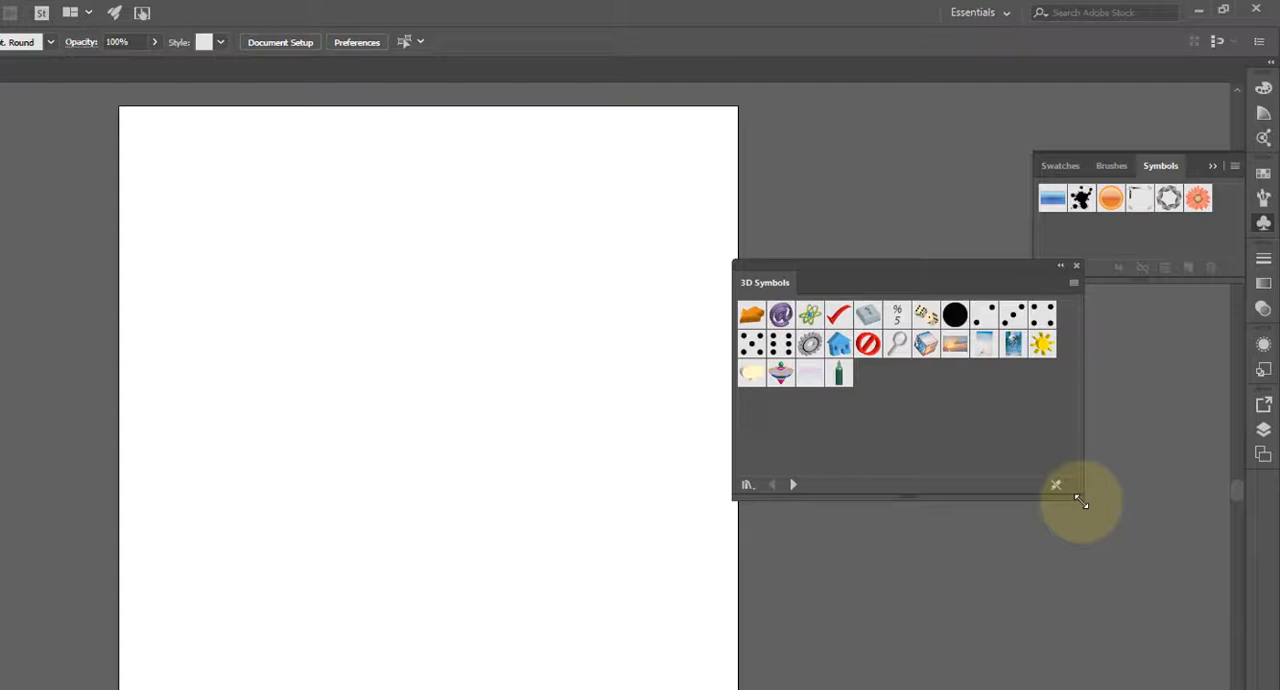 St Essentials Search Adobe Stock
t. Round Opacity: 100% Style: Document Setup Preferences
Swatches Brushes Symbols
3D Symbols
@ % 5